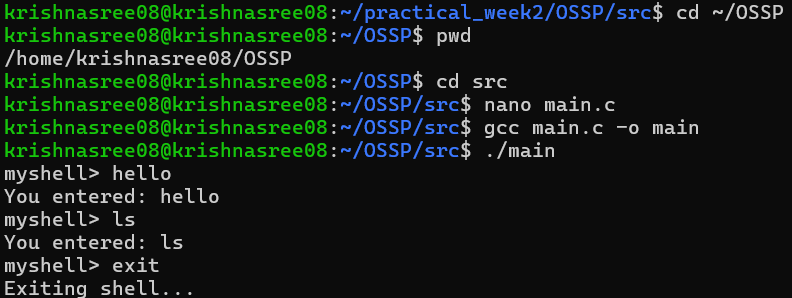 krishnasree08@krishnasree08:~/practical_week2/OSSP/src$ cd ~/OSSP
krishnasree08@krishnasree08:~/OSSP$ pwd
/home/krishnasree08/OSSP
krishnasree08@krishnasree08:~/OSSP$ cd src
krishnasree08@krishnasree08:~/OSSP/src$ nano main.c
krishnasree08@krishnasree08:~/OSSP/src$ gcc main.c -o main
krishnasree08@krishnasree08:~/OSSP/src$ ./main
myshell> hello
You entered: hello
myshell> ls
You entered: ls
myshell> exit
Exiting shell...